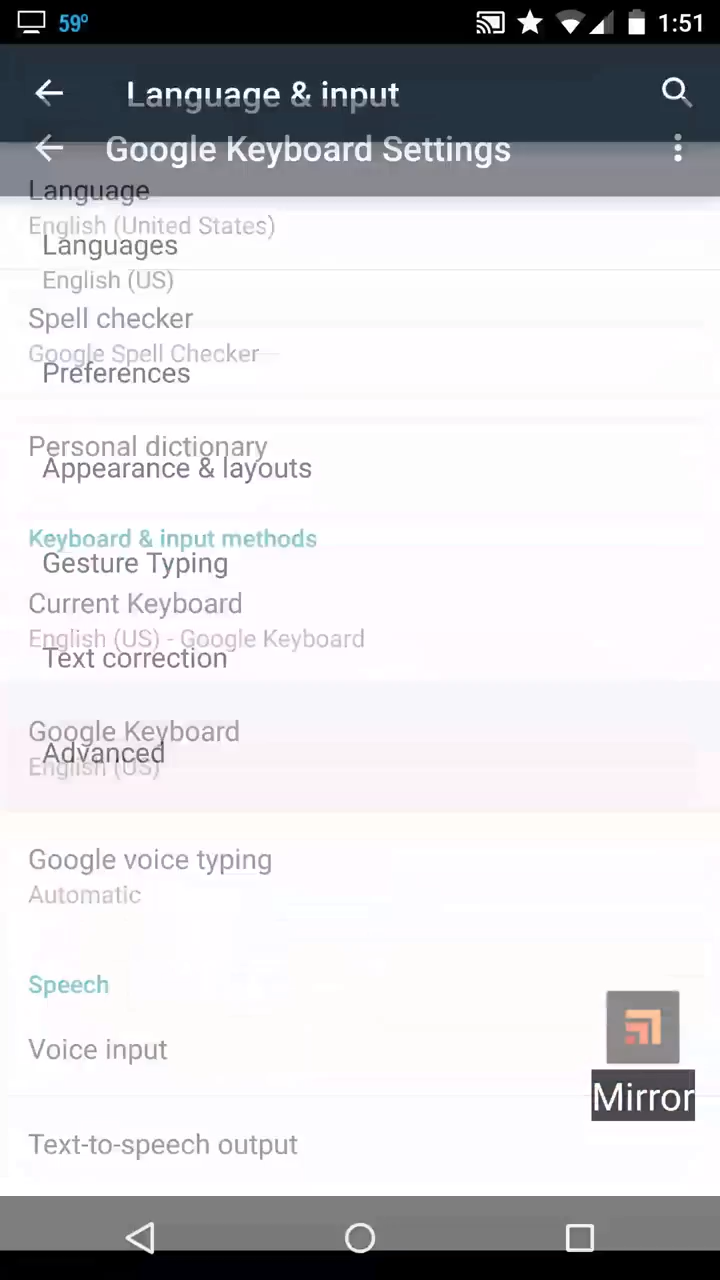 59°
1:51
Language & input
Google Keyboard Settings
Language
English (United States)
Languages
English (US)
Spell checker
Google Spell Checker
Preferences
Personal dictionary
Appearance & layouts
Keyboard & input methods
Gesture Typing
Current Keyboard
English (US) - Google Keyboard
Text correction
Google Keyboard
Advanced
English (US)
Google voice typing
Automatic
Speech
Voice input
Mirror
Text-to-speech output